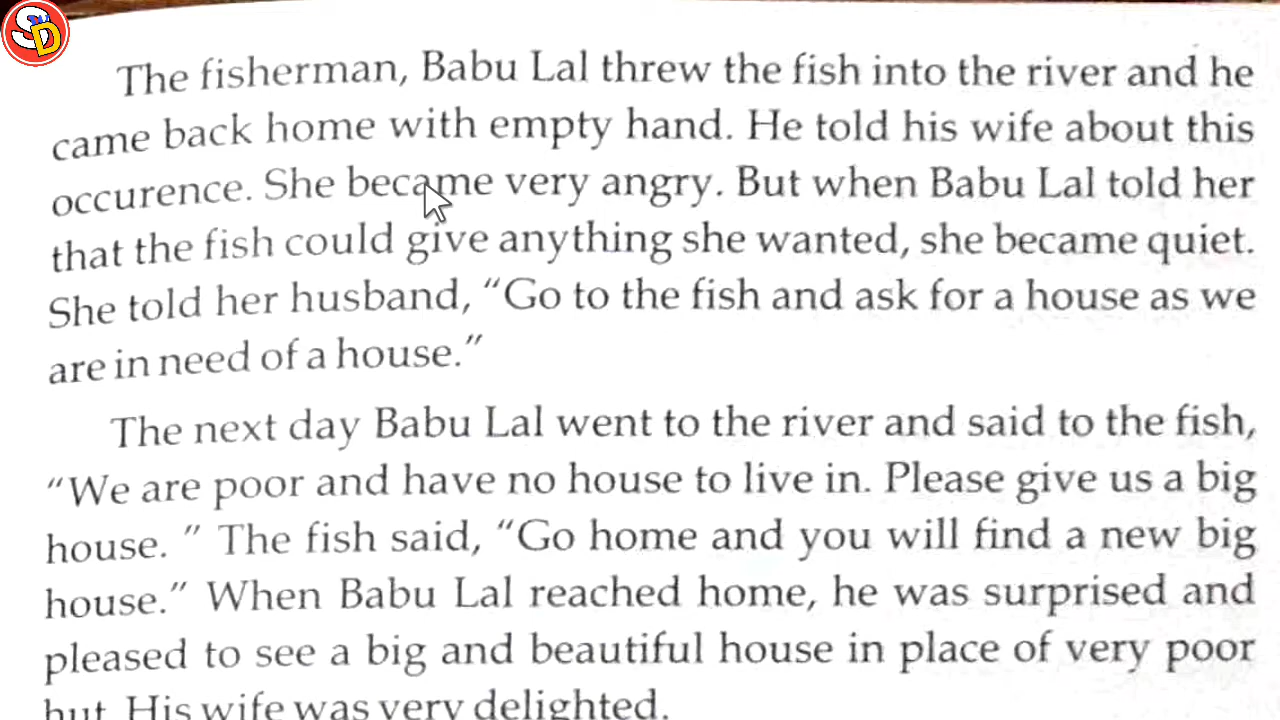 SD
The fisherman, Babu Lal threw the fish into the river and he
came back home with empty hand. He told his wife about this
occurence. She became very angry. But when Babu Lal told her
that the fish could give anything she wanted, she became quiet.
She told her husband, “Go to the fish and ask for a house as we
are in need of a house.”
The next day Babu Lal went to the river and said to the fish,
“We are poor and have no house to live in. Please give us a big
house. ” The fish said, “Go home and you will find a new big
house.” When Babu Lal reached home, he was surprised and
pleased to see a big and beautiful house in place of very poor
hut. His wife was very delighted.